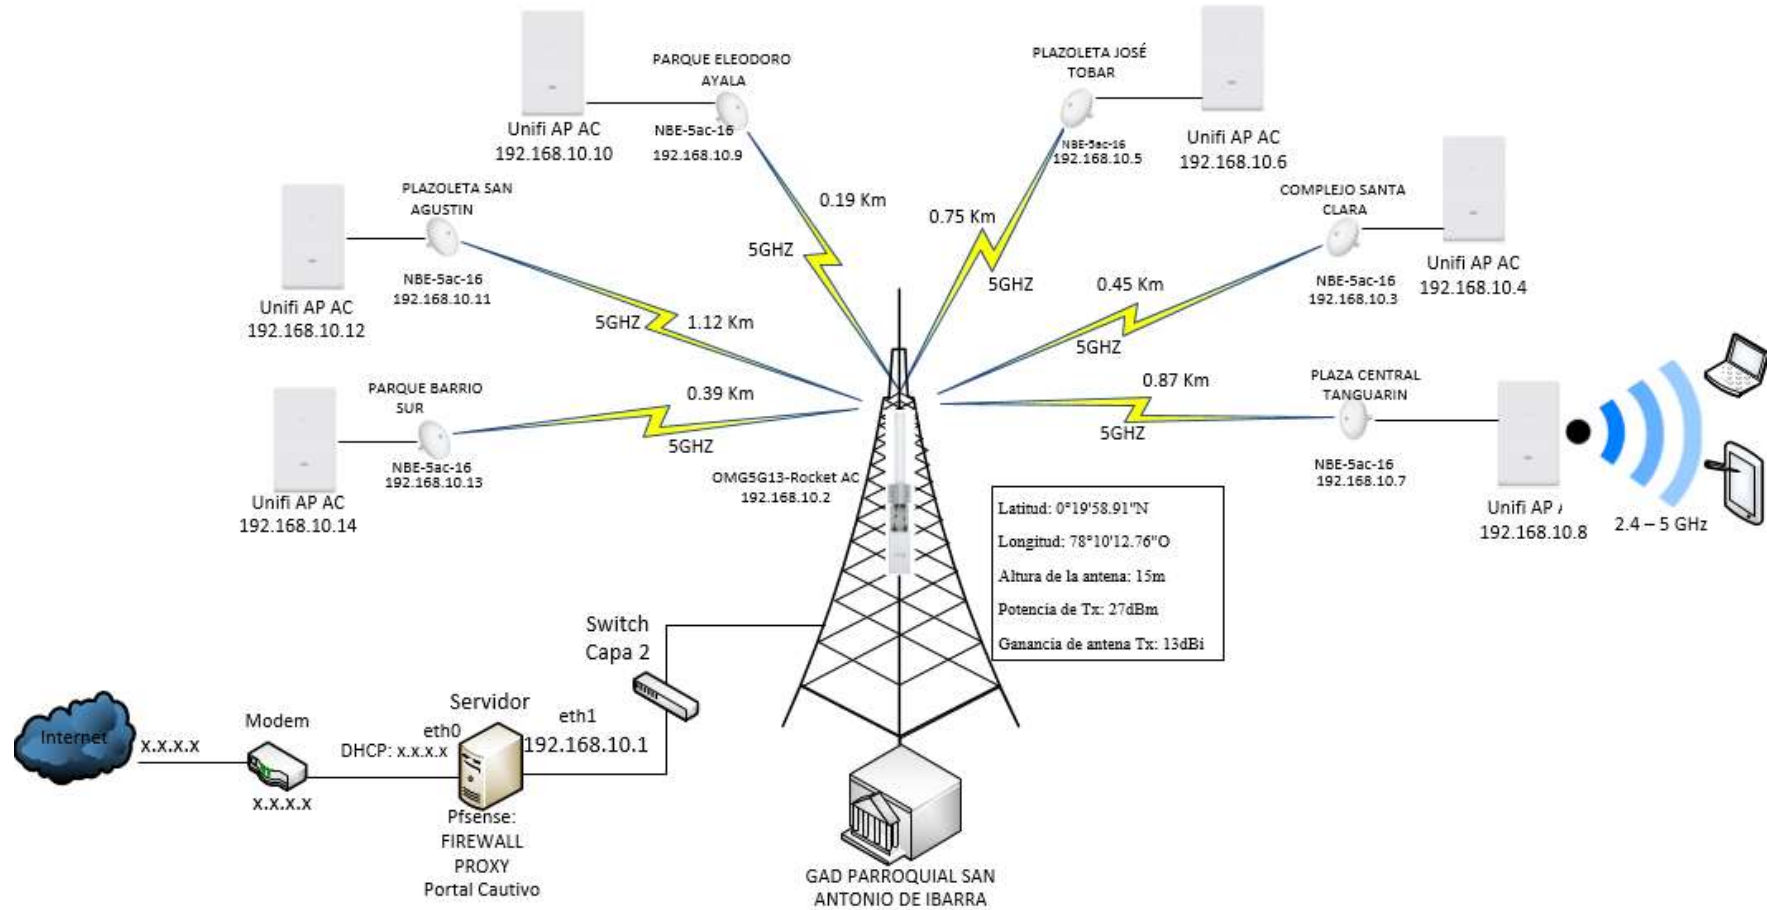 PARQUE ELEODORO
AYALA
Unifi AP AC
192.168.10.10
NBE-5ac-16
192.168.10.9
0.19 Km
5GHZ
PLAZOLETA JOSÉ
TOBAR
NBE-5ac-16
192.168.10.5
Unifi AP AC
192.168.10.6
0.75 Km
5GHZ
PLAZOLETA SAN
AGUSTIN
NBE-5ac-16
192.168.10.11
Unifi AP AC
192.168.10.12
5GHZ
1.12 Km
COMPLEJO SANTA
CLARA
NBE-5ac-16
192.168.10.3
Unifi AP AC
192.168.10.4
0.45 Km
5GHZ
PARQUE BARRIO
SUR
NBE-5ac-16
192.168.10.13
Unifi AP AC
192.168.10.14
0.39 Km
5GHZ
PLAZA CENTRAL
TANGUARIN
NBE-5ac-16
192.168.10.7
Unifi AP
192.168.10.8
0.87 Km
5GHZ
2.4 – 5 GHz
OMG5G13-Rocket AC
192.168.10.2
Latitud: 0°19'58.91"N
Longitud: 78°10'12.76"O
Altura de la antena: 15m
Potencia de Tx: 27dBm
Ganancia de antena Tx: 13dBi
Switch
Capa 2
Internet
x.x.x.x
Modem
x.x.x.x
Servidor
eth0
DHCP: x.x.x.x
eth1
192.168.10.1
Pfsense:
FIREWALL
PROXY
Portal Cautivo
GAD PARROQUIAL SAN
ANTONIO DE IBARRA